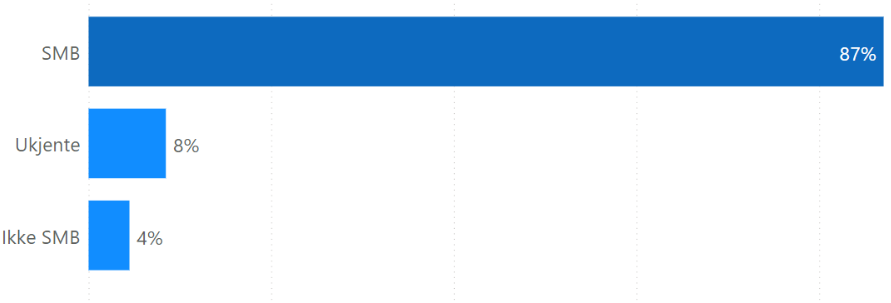 SMB 87%
Ukjente 8%
Ikke SMB 4%